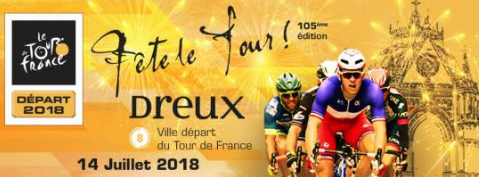 le
TOUR
de
france
DÉPART
2018
Fête le Tour !
105ème
édition
DREUX
8
Ville départ
du Tour de France
14 Juillet 2018